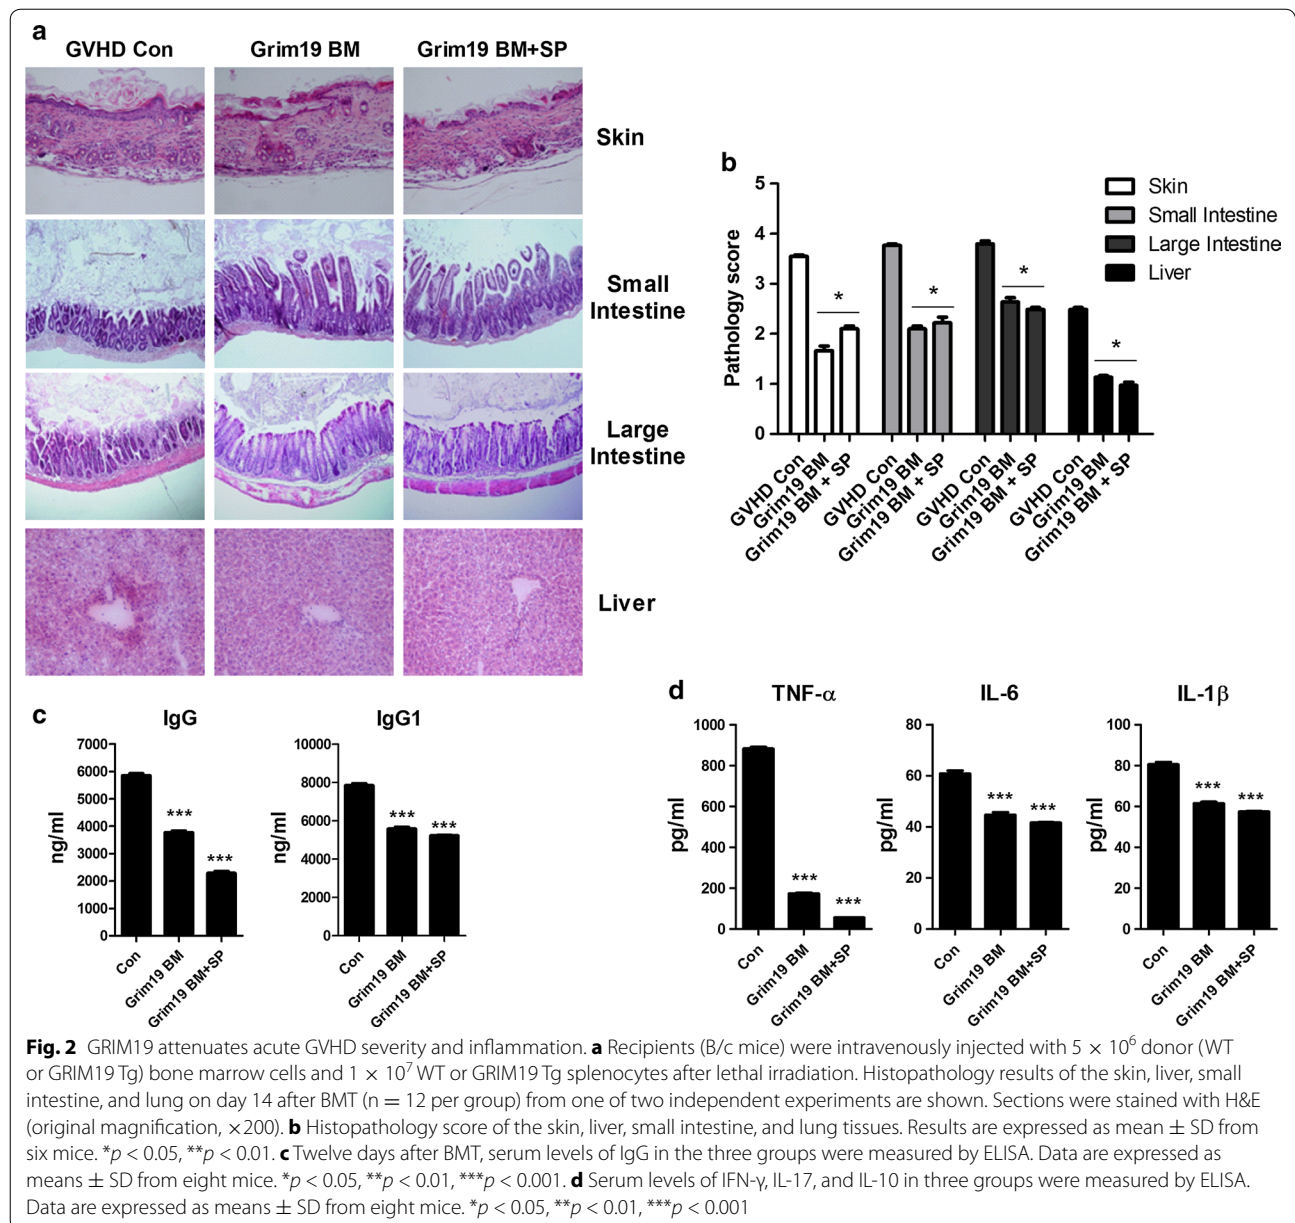 a
GVHD Con Grim19 BM Grim19 BM+SP
Skin
Small
Intestine
Large
Intestine
Liver
b
Pathology score
5
4
3
2
1
0
Skin
Small Intestine
Large Intestine
Liver
* * * *
GVHD Con
Grim19 BM
Grim19 BM + SP
GVHD Con
Grim19 BM
Grim19 BM + SP
GVHD Con
Grim19 BM
Grim19 BM + SP
GVHD Con
Grim19 BM
Grim19 BM + SP
c
IgG
ng/ml
7000
6000
5000
4000
3000
2000
1000
0
***
***
Con
Grim19 BM
Grim19 BM+SP
IgG1
ng/ml
10000
8000
6000
4000
2000
0
***
***
Con
Grim19 BM
Grim19 BM+SP
d
TNF-α
pg/ml
1000
800
600
400
200
0
***
***
Con
Grim19 BM
Grim19 BM+SP
IL-6
pg/ml
80
60
40
20
0
***
***
Con
Grim19 BM
Grim19 BM+SP
IL-1β
pg/ml
100
80
60
40
20
0
***
***
Con
Grim19 BM
Grim19 BM+SP
Fig. 2 GRIM19 attenuates acute GVHD severity and inflammation. a Recipients (B/c mice) were intravenously injected with 5 × 10⁶ donor (WT
or GRIM19 Tg) bone marrow cells and 1 × 10⁷ WT or GRIM19 Tg splenocytes after lethal irradiation. Histopathology results of the skin, liver, small
intestine, and lung on day 14 after BMT (n = 12 per group) from one of two independent experiments are shown. Sections were stained with H&E
(original magnification, ×200). b Histopathology score of the skin, liver, small intestine, and lung tissues. Results are expressed as mean ± SD from
six mice. *p < 0.05, **p < 0.01. c Twelve days after BMT, serum levels of IgG in the three groups were measured by ELISA. Data are expressed as
means ± SD from eight mice. *p < 0.05, **p < 0.01, ***p < 0.001. d Serum levels of IFN-γ, IL-17, and IL-10 in three groups were measured by ELISA.
Data are expressed as means ± SD from eight mice. *p < 0.05, **p < 0.01, ***p < 0.001